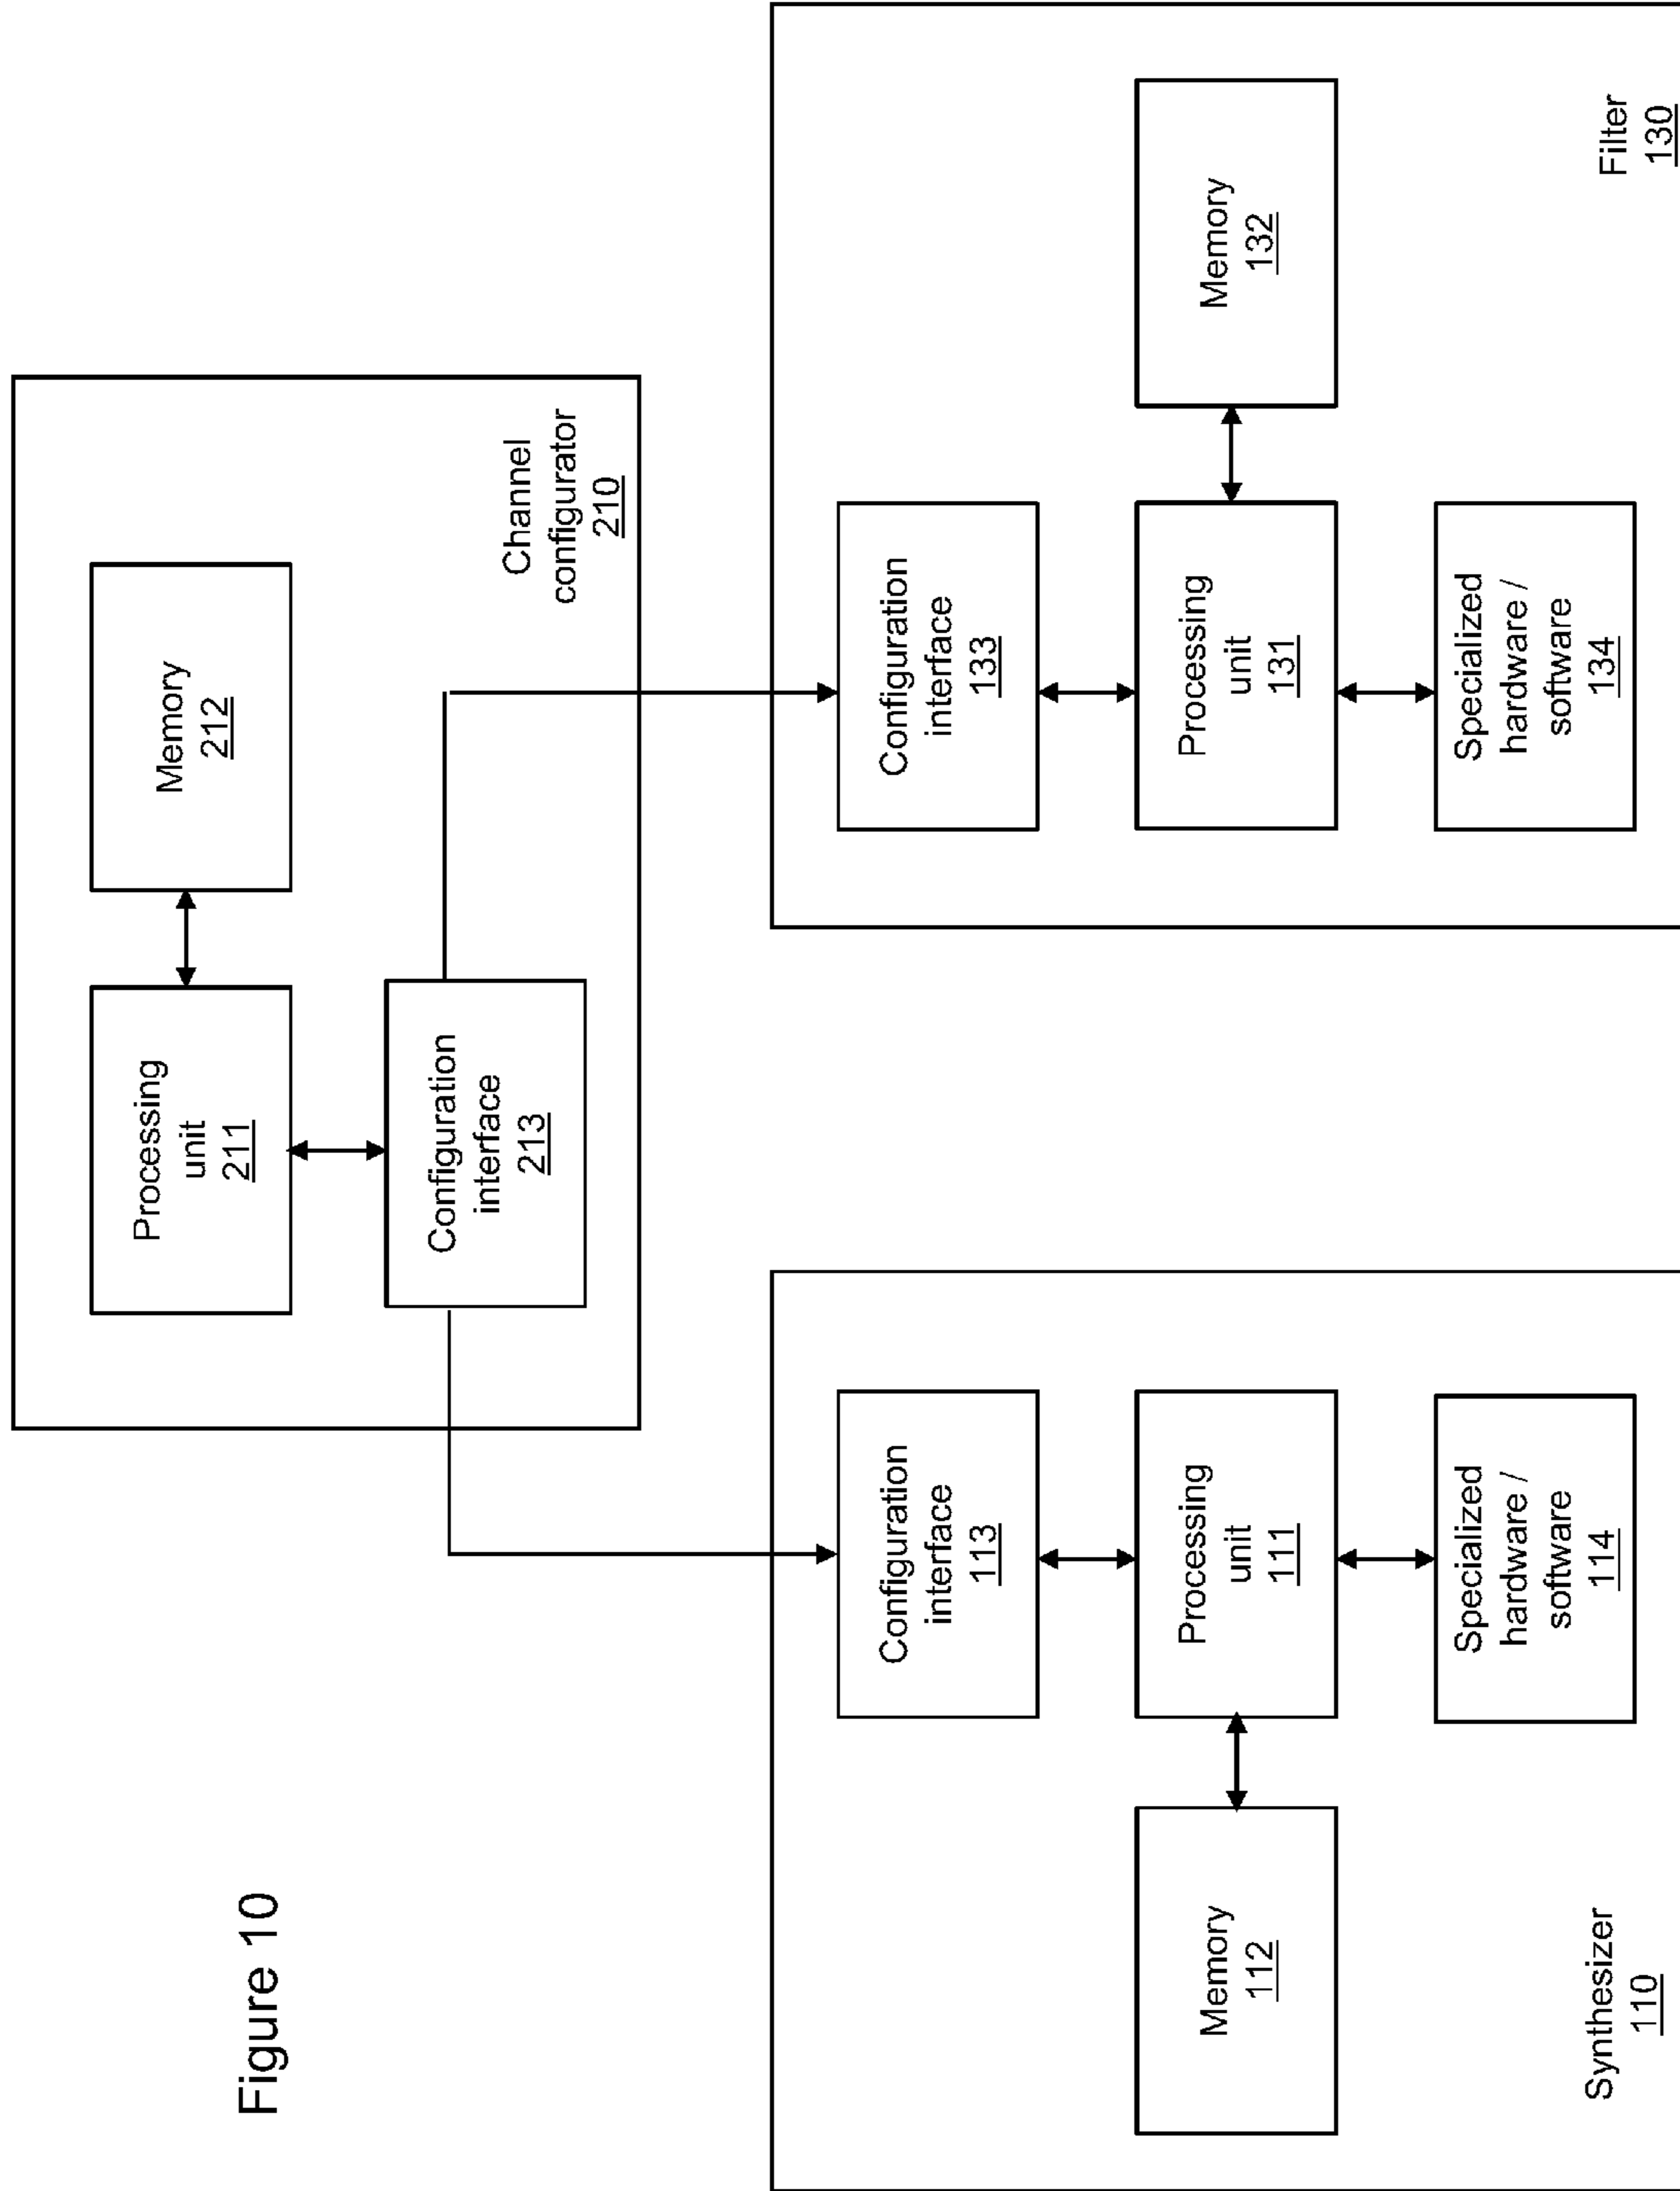 Figure 10
Processing
unit
211
Memory
212
Configuration
interface
213
Channel
configurator
210
Configuration
interface
113
Memory
112
Processing
unit
111
Specialized
hardware /
software
114
Synthesizer
110
Configuration
interface
133
Processing
unit
131
Memory
132
Specialized
hardware /
software
134
Filter
130